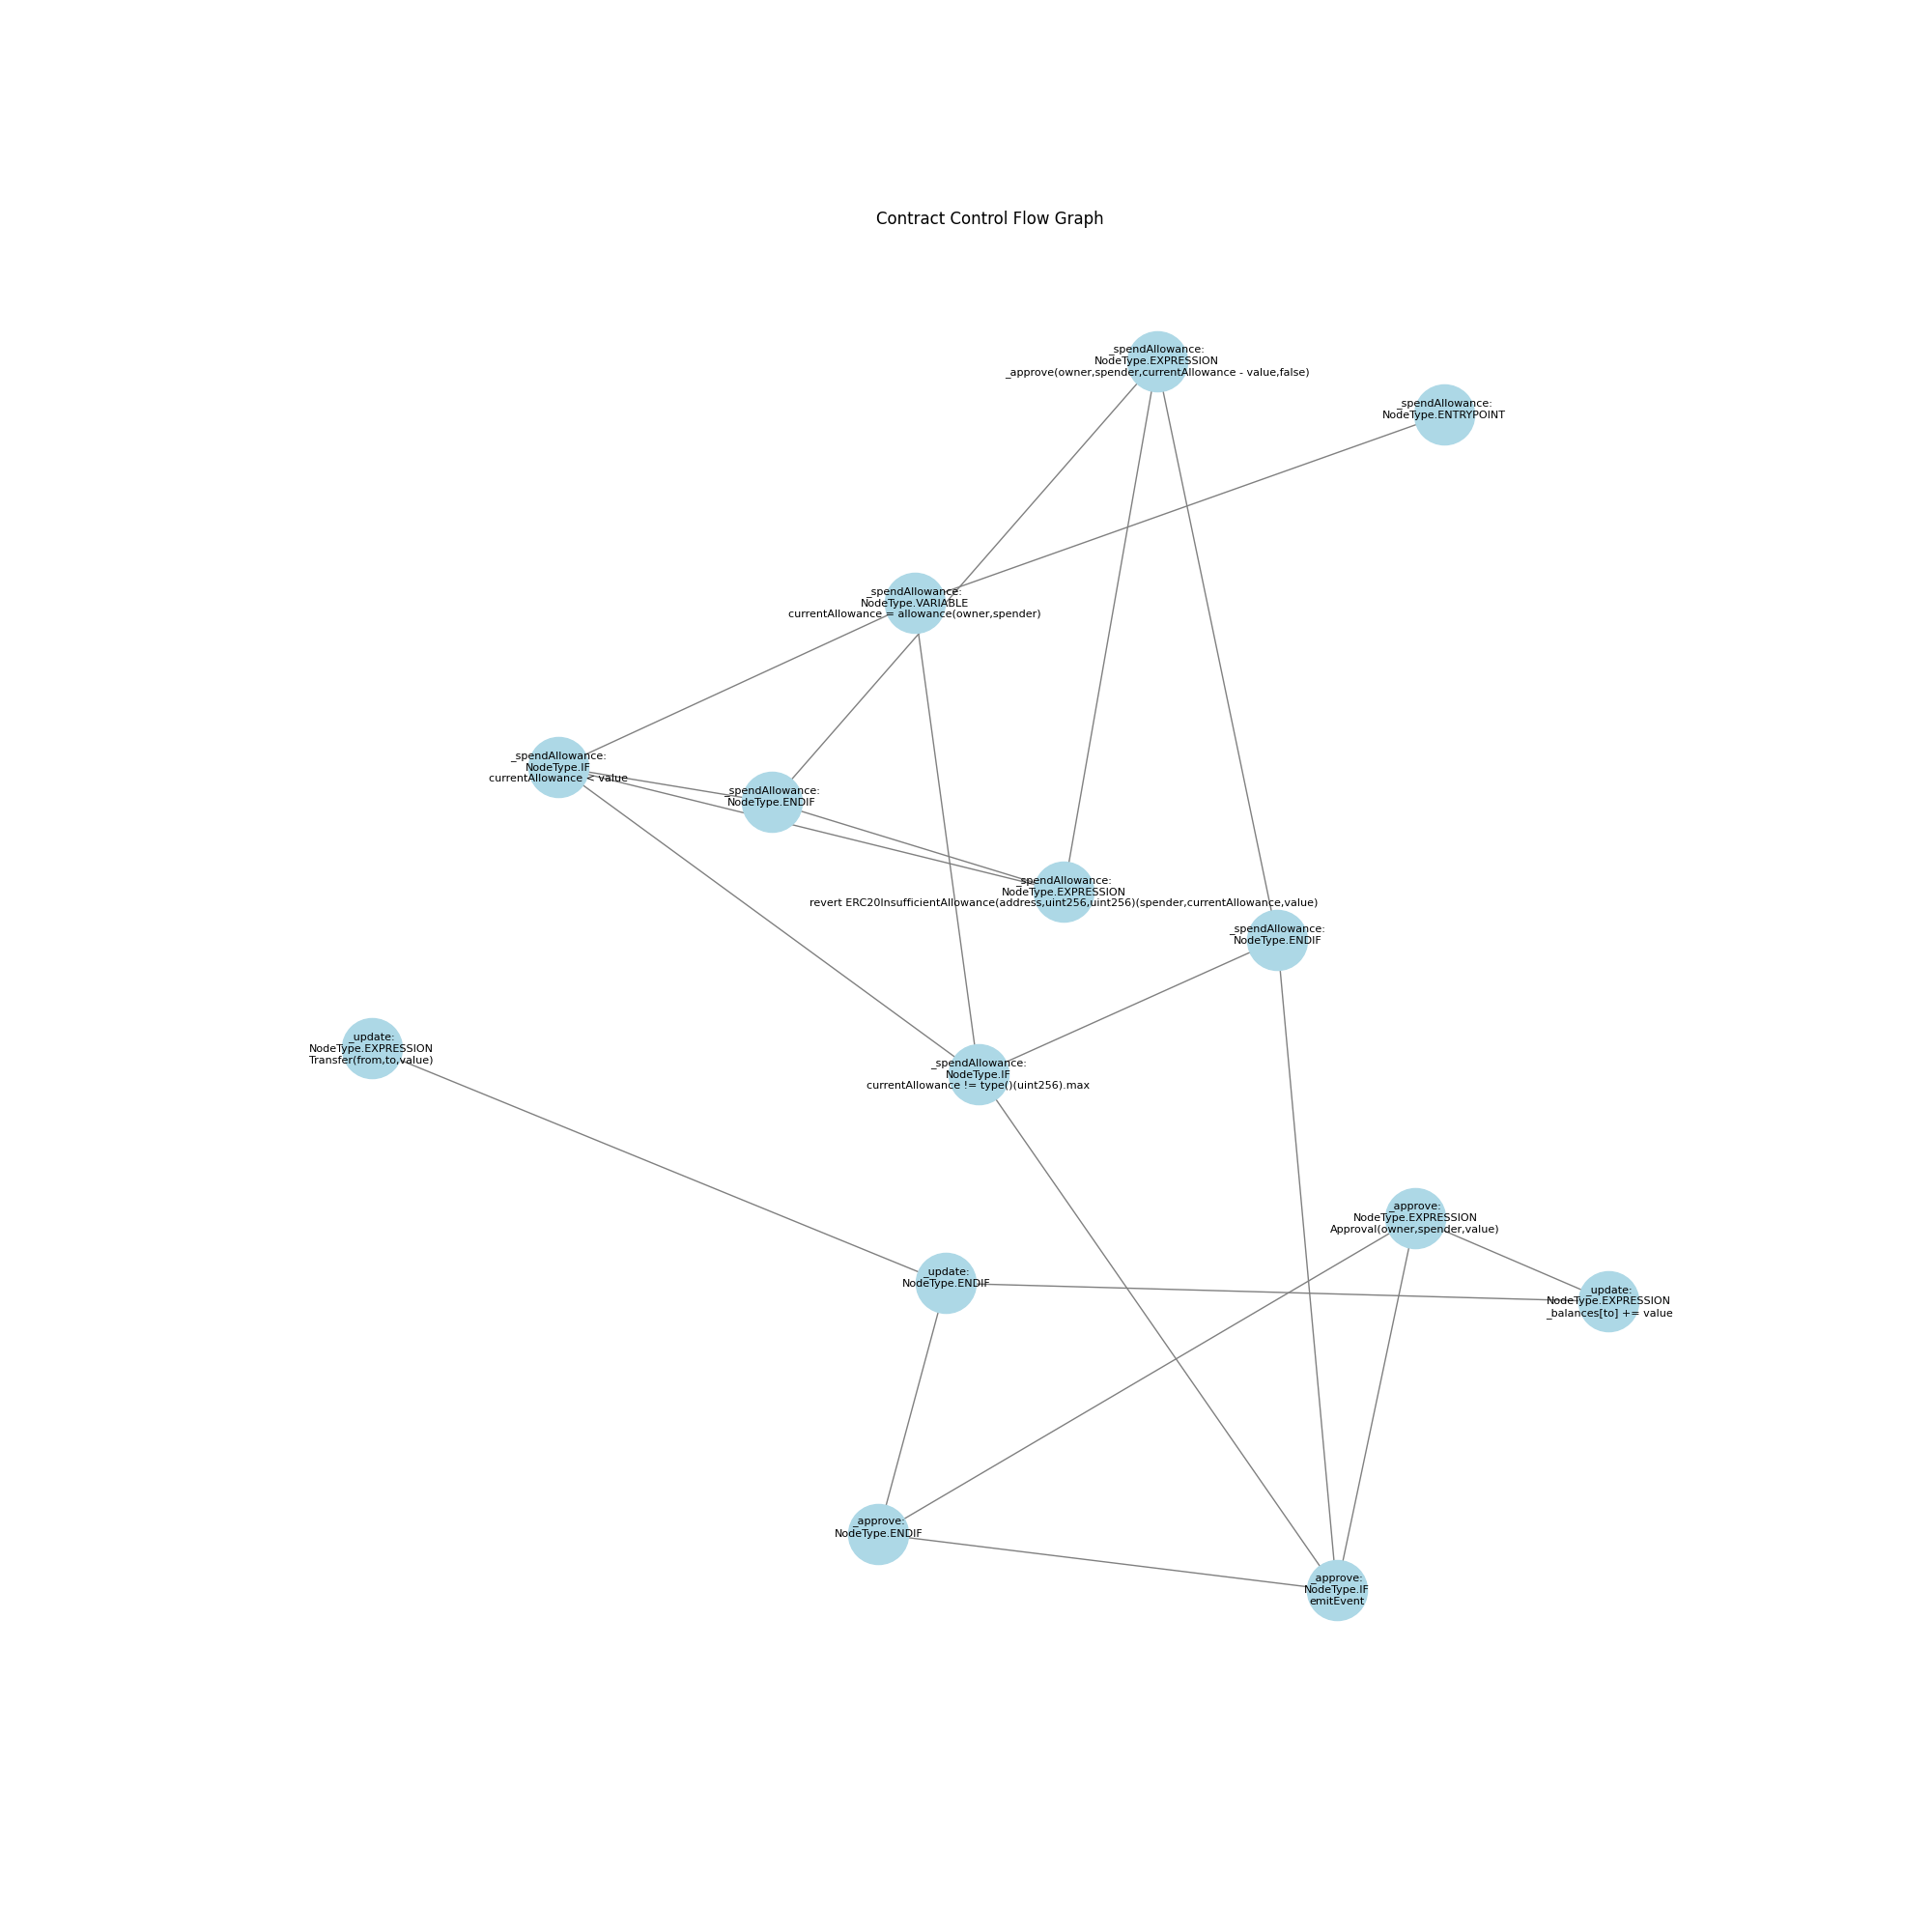 Contract Control Flow Graph
_spendAllowance:
NodeType.EXPRESSION
_approve(owner,spender,currentAllowance - value,false)
_spendAllowance:
NodeType.ENTRYPOINT
_spendAllowance:
NodeType.VARIABLE
currentAllowance = allowance(owner,spender)
_spendAllowance:
NodeType.IF
currentAllowance < value
_spendAllowance:
NodeType.ENDIF
_spendAllowance:
NodeType.EXPRESSION
revert ERC20InsufficientAllowance(address,uint256,uint256)(spender,currentAllowance,value)
_spendAllowance:
NodeType.ENDIF
_update:
NodeType.EXPRESSION
Transfer(from,to,value)
_spendAllowance:
NodeType.IF
currentAllowance != type()(uint256).max
_approve:
NodeType.EXPRESSION
Approval(owner,spender,value)
_update:
NodeType.ENDIF
_update:
NodeType.EXPRESSION
_balances[to] += value
_approve:
NodeType.ENDIF
_approve:
NodeType.IF
emitEvent